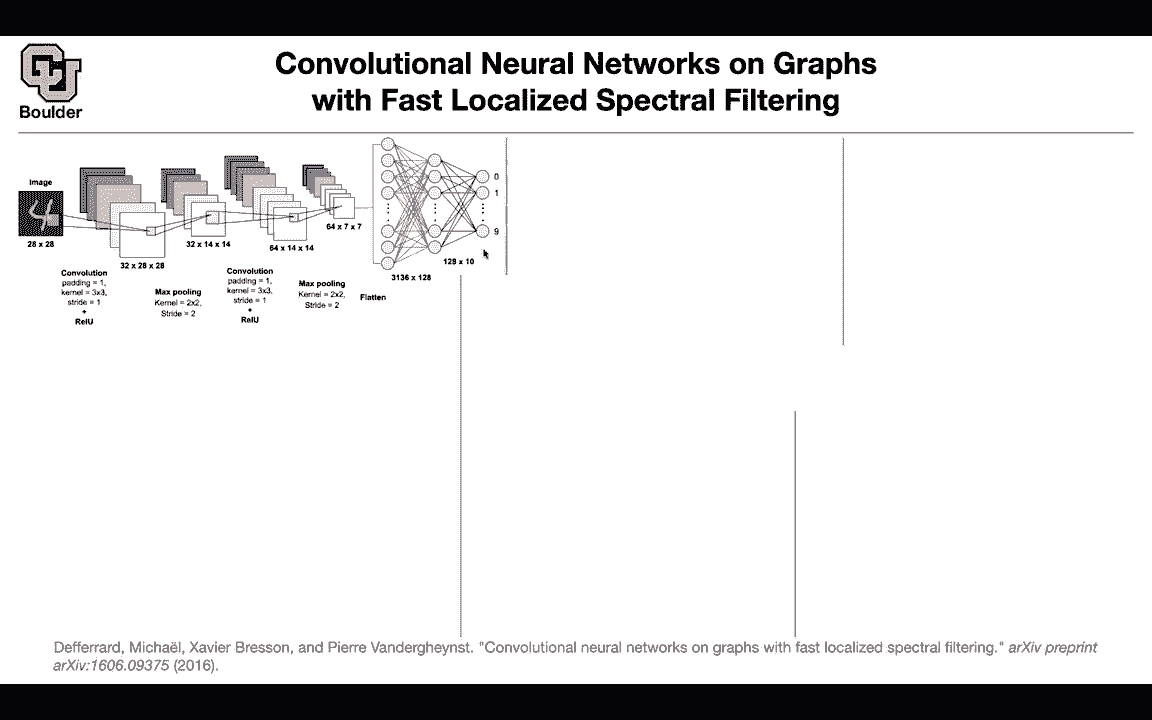 CU
Boulder
Convolutional Neural Networks on Graphs
with Fast Localized Spectral Filtering
Image
28 x 28
32 x 28 x 28
32 x 14 x 14
64 x 14 x 14
64 x 7 x 7
3136 x 128
128 x 10
0
1
9
Convolution
padding = 1,
kernel = 3x3,
stride = 1
+
RelU
Max pooling
Kernel = 2x2,
Stride = 2
Convolution
padding = 1,
kernel = 3x3,
stride = 1
+
RelU
Max pooling
Kernel = 2x2,
Stride = 2
Flatten
Defferrard, Michaël, Xavier Bresson, and Pierre Vandergheynst. "Convolutional neural networks on graphs with fast localized spectral filtering." arXiv preprint
arXiv:1606.09375 (2016).